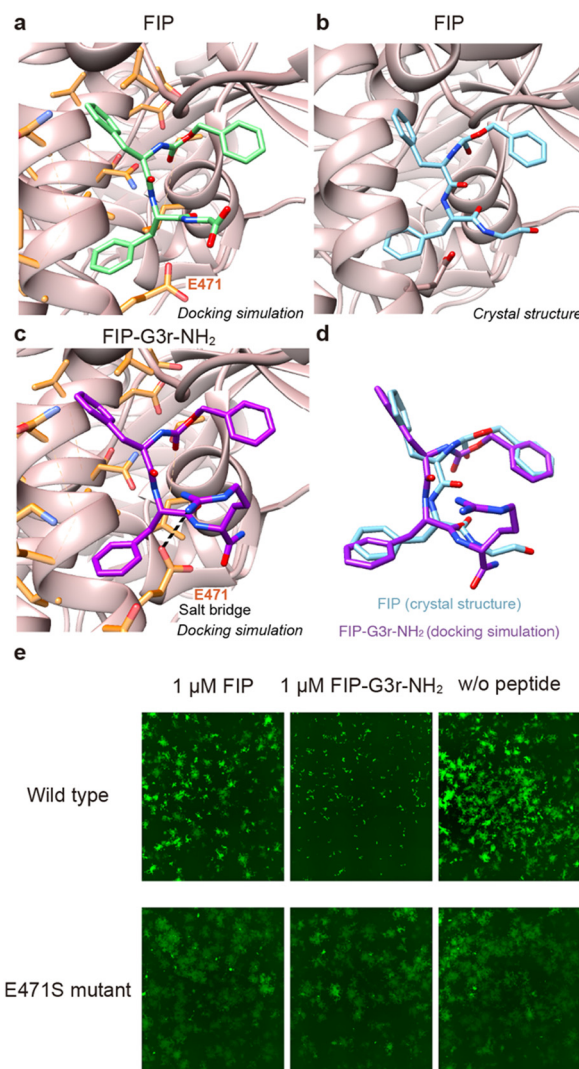 a FIP
b FIP
E471
Docking simulation
Crystal structure
c FIP-G3r-NH₂
d
E471
Salt bridge
Docking simulation
FIP (crystal structure)
FIP-G3r-NH₂ (docking simulation)
e
1 µM FIP 1 µM FIP-G3r-NH₂ w/o peptide
Wild type
E471S mutant